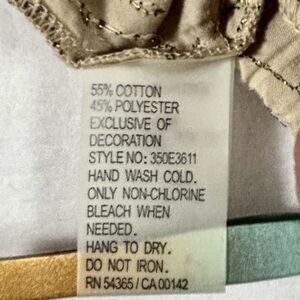 55% COTTON
45% POLYESTER
EXCLUSIVE OF
DECORATION
STYLE NO: 350E3611
HAND WASH COLD.
ONLY NON-CHLORINE
BLEACH WHEN
NEEDED.
HANG TO DRY.
DO NOT IRON.
RN 54365 / CA 00142